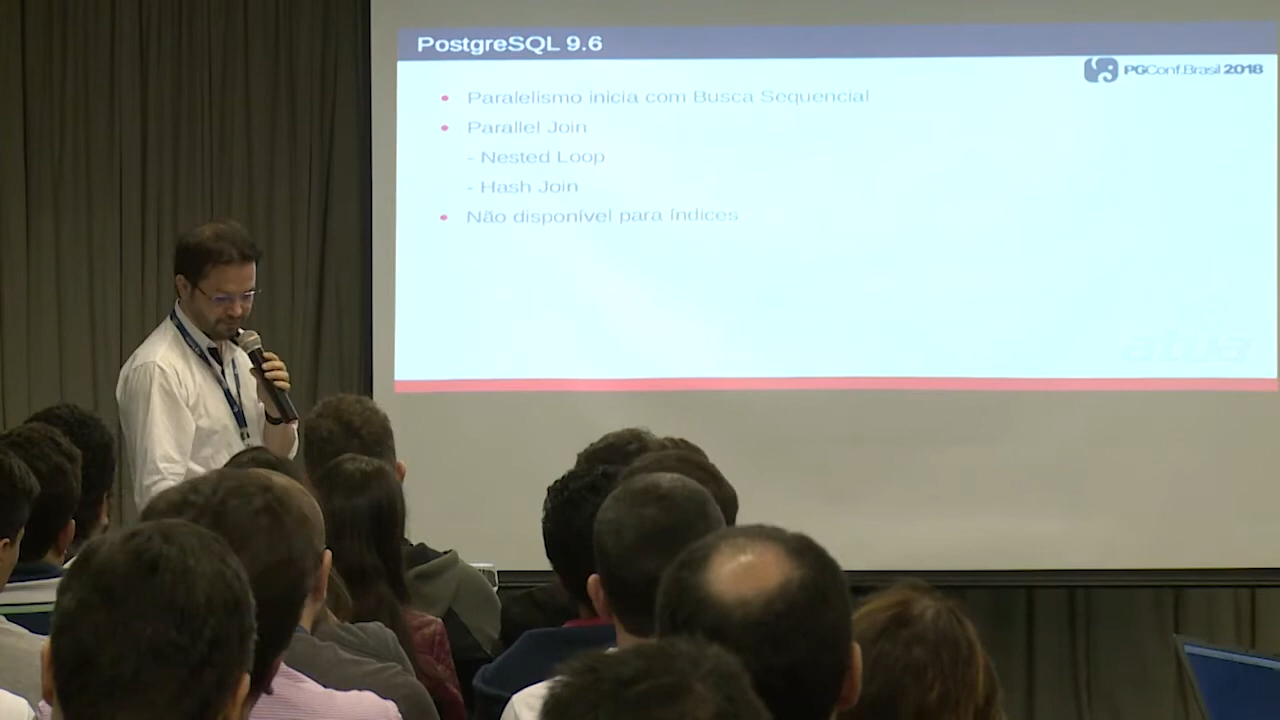 PostgreSQL 9.6
PGConf.Brasil 2018
Paralelismo inicia com Busca Sequencial
Parallel Join
- Nested Loop
- Hash Join
Não disponível para índices
atua